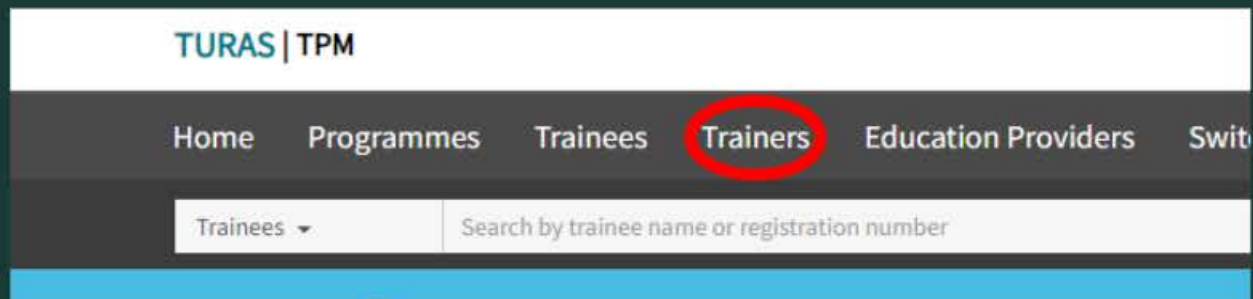 TURAS | TPM
Home Programmes Trainees Trainers Education Providers
Trainees Search by trainee name or registration number